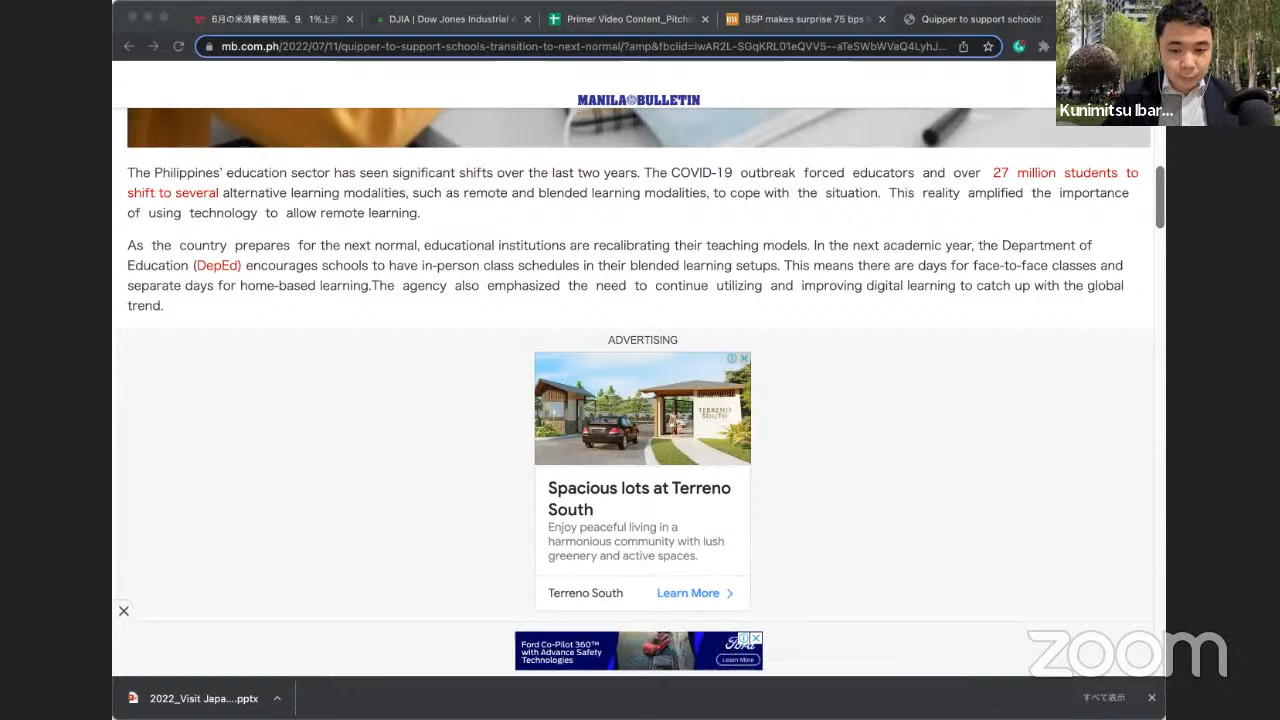 6月の米消費者物価、9.1%上昇
DJIA | Dow Jones Industrial A
Primer Video Content_Pitchin
BSP makes surprise 75 bps h
Quipper to support schools'
mb.com.ph/2022/07/11/quipper-to-support-schools-transition-to-next-normal/?amp&fbclid=IwAR2L-SGqKRL01eQVV5--aTeSWbWVaQ4LyhJ...
Kunimitsu Ibar...
MANILA BULLETIN
The Philippines' education sector has seen significant shifts over the last two years. The COVID-19 outbreak forced educators and over 27 million students to
shift to several alternative learning modalities, such as remote and blended learning modalities, to cope with the situation. This reality amplified the importance
of using technology to allow remote learning.
As the country prepares for the next normal, educational institutions are recalibrating their teaching models. In the next academic year, the Department of
Education (DepEd) encourages schools to have in-person class schedules in their blended learning setups. This means there are days for face-to-face classes and
separate days for home-based learning.The agency also emphasized the need to continue utilizing and improving digital learning to catch up with the global
trend.
ADVERTISING
TERRENO
SOUTH
Spacious lots at Terreno
South
Enjoy peaceful living in a
harmonious community with lush
greenery and active spaces.
Terreno South
Learn More
Ford Co-Pilot 360™
with Advance Safety
Technologies
Ford
Learn More
zoom
2022_Visit Japa....pptx
すべて表示